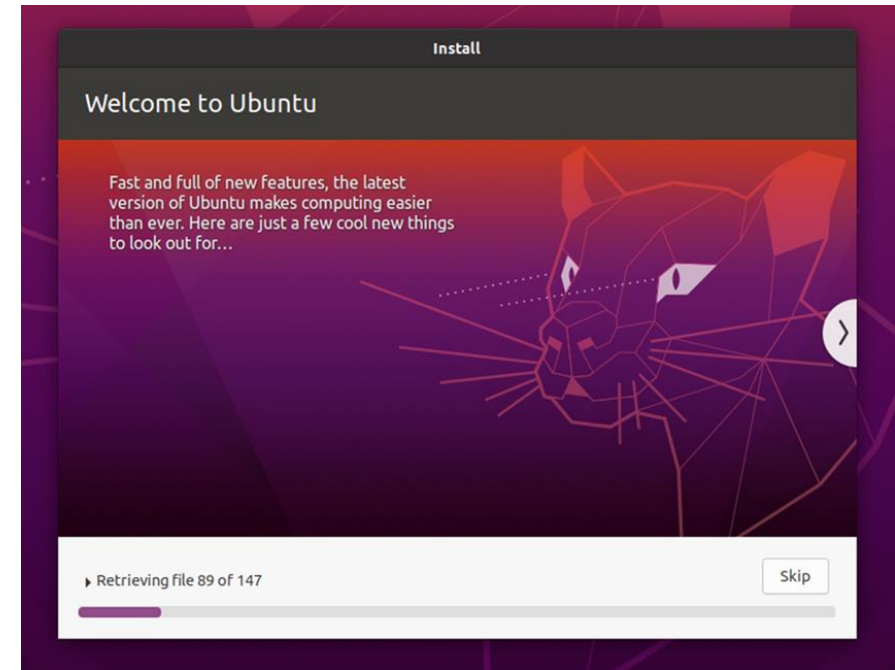 Install
Welcome to Ubuntu
Fast and full of new features, the latest
version of Ubuntu makes computing easier
than ever. Here are just a few cool new things
to look out for…
Retrieving file 89 of 147
Skip